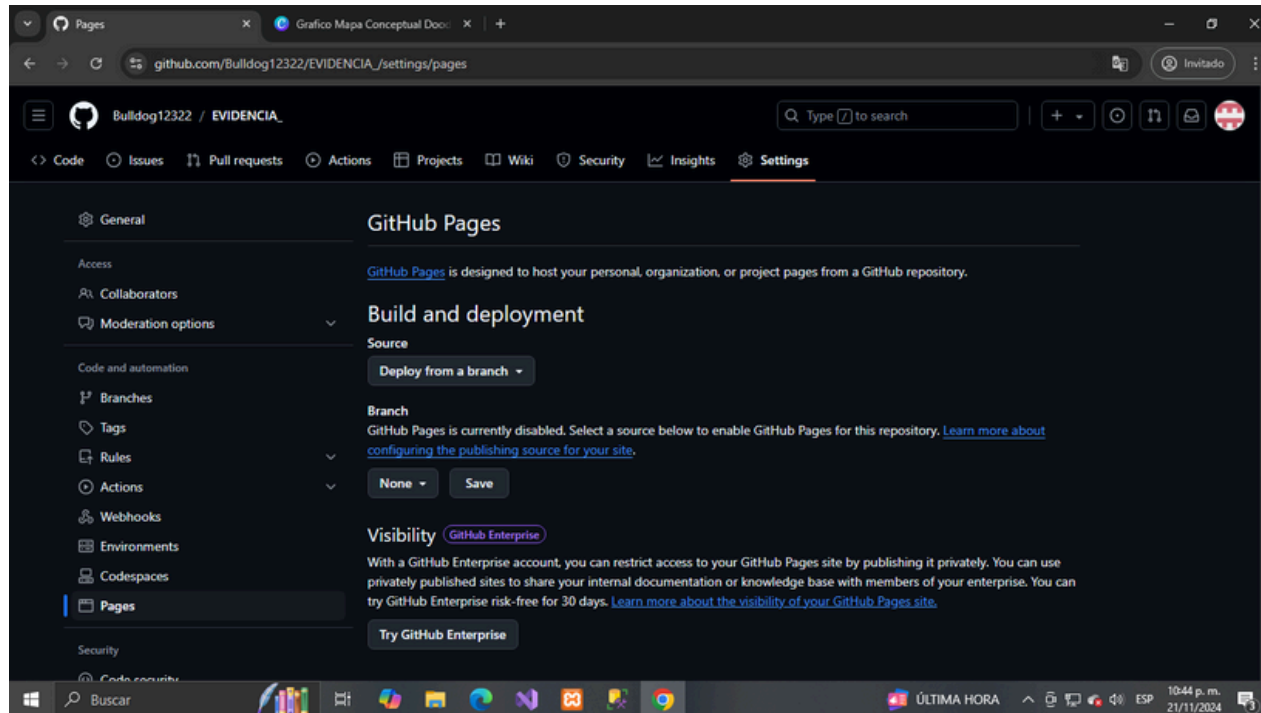 Pages
Grafico Mapa Conceptual Dood
github.com/Bulldog12322/EVIDENCIA_/settings/pages
Invitado
Bulldog12322 / EVIDENCIA_
Type / to search
Code Issues Pull requests Actions Projects Wiki Security Insights Settings
General
Access
Collaborators
Moderation options
Code and automation
Branches
Tags
Rules
Actions
Webhooks
Environments
Codespaces
Pages
Security
Code security
GitHub Pages
GitHub Pages is designed to host your personal, organization, or project pages from a GitHub repository.
Build and deployment
Source
Deploy from a branch
Branch
GitHub Pages is currently disabled. Select a source below to enable GitHub Pages for this repository. Learn more about
configuring the publishing source for your site.
None Save
Visibility GitHub Enterprise
With a GitHub Enterprise account, you can restrict access to your GitHub Pages site by publishing it privately. You can use
privately published sites to share your internal documentation or knowledge base with members of your enterprise. You can
try GitHub Enterprise risk-free for 30 days. Learn more about the visibility of your GitHub Pages site.
Try GitHub Enterprise
Buscar
ÚLTIMA HORA
ESP
10:44 p. m.
21/11/2024
3